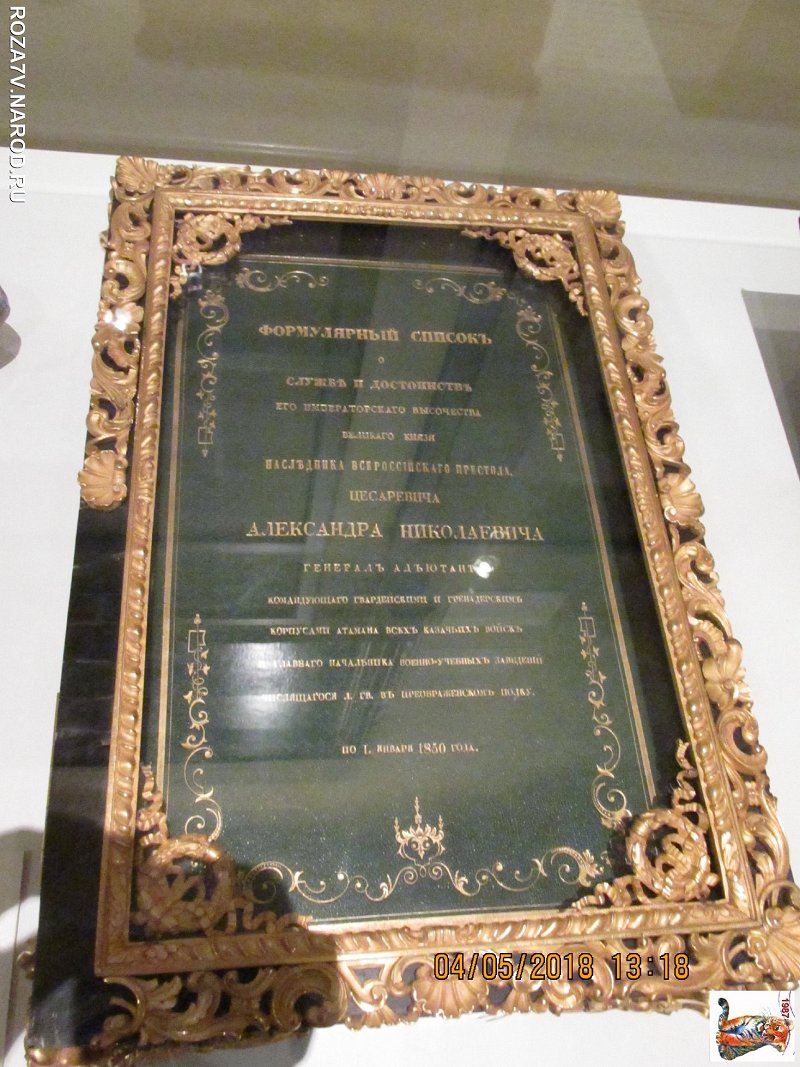 ROZA7V.NAROD.RU
ФОРМУЛЯРНЫЙ СПИСОКЪ
О
СЛУЖБѢ И ДОСТОИНСТВѢ
ЕГО ИМПЕРАТОРСКАГО ВЫСОЧЕСТВА
ВЕЛИКАГО КНЯЗЯ
НАСЛѢДНИКА ВСЕРОССІЙСКАГО ПРЕСТОЛА,
ЦЕСАРЕВИЧА
АЛЕКСАНДРА НИКОЛАЕВИЧА
ГЕНЕРАЛЪ АДЪЮТАНТА
КОМАНДУЮЩАГО ГВАРДЕЙСКИМИ И ГРЕНАДЕРСКИМЪ
КОРПУСАМИ АТАМАНА ВСѢХЪ КАЗАЧЬИХЪ ВОЙСКЪ
ГЛАВНАГО НАЧАЛЬНИКА ВОЕННО-УЧЕБНЫХЪ ЗАВЕДЕНІЙ
ЧИСЛЯЩАГОСЯ Л. ГВ. ВЪ ПРЕОБРАЖЕНСКОМЪ ПОЛКУ.
ПО 1. ЯНВАРЯ 1850 ГОДА.
04/05/2018 13:18
1987